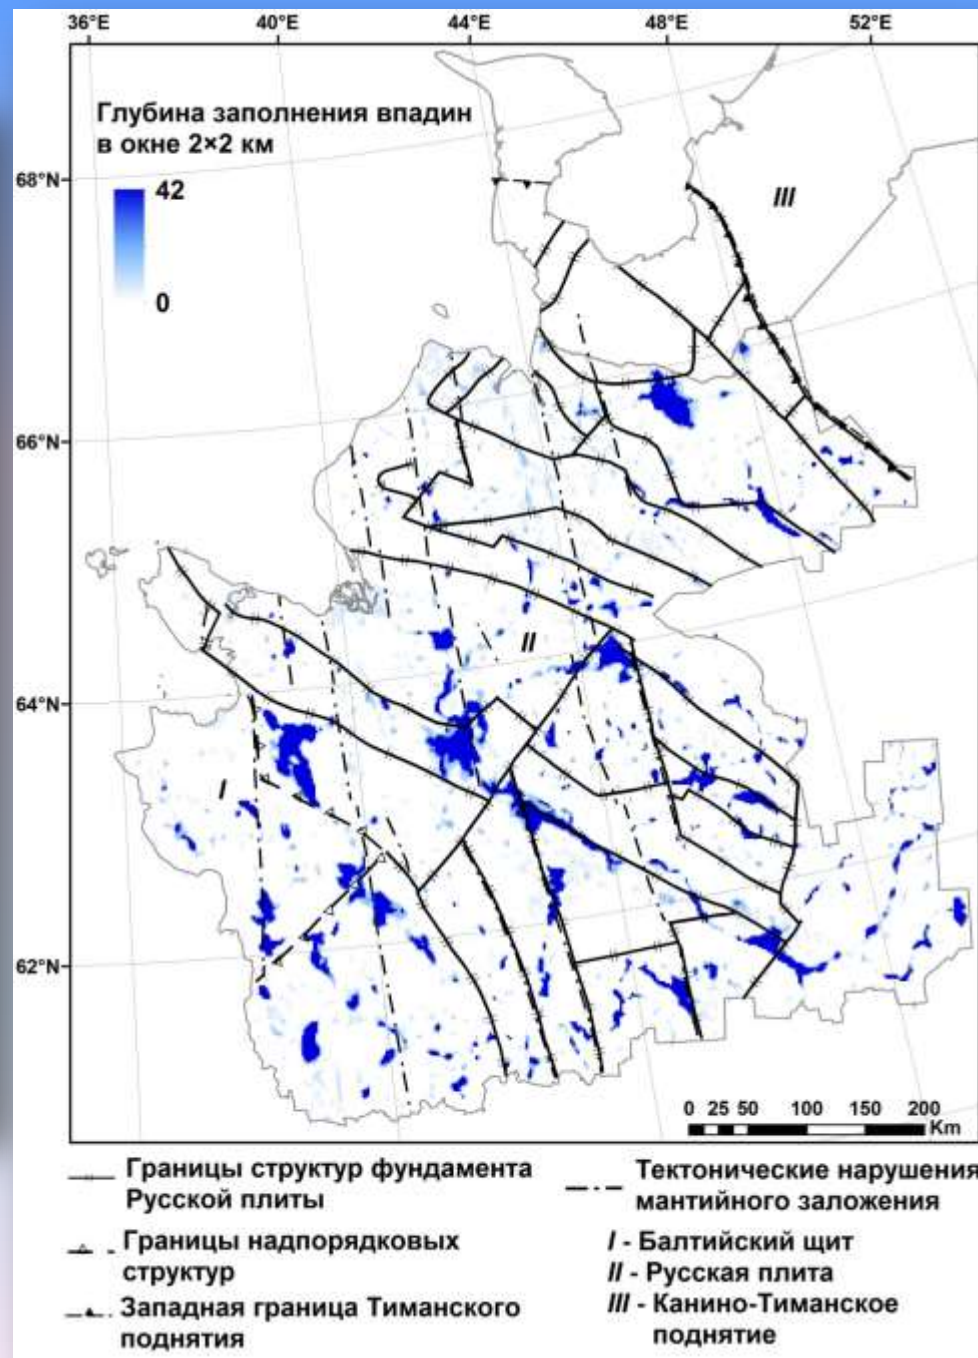 36°E 40°E 44°E 48°E 52°E
Глубина заполнения впадин
в окне 2×2 км
42
0
68°N
66°N
64°N
62°N
III
II
I
0 25 50 100 150 200
Km
Границы структур фундамента
Русской плиты
Границы надпорядковых
структур
Западная граница Тиманского
поднятия
Тектонические нарушения
мантийного заложения
I - Балтийский щит
II - Русская плита
III - Канино-Тиманское
поднятие